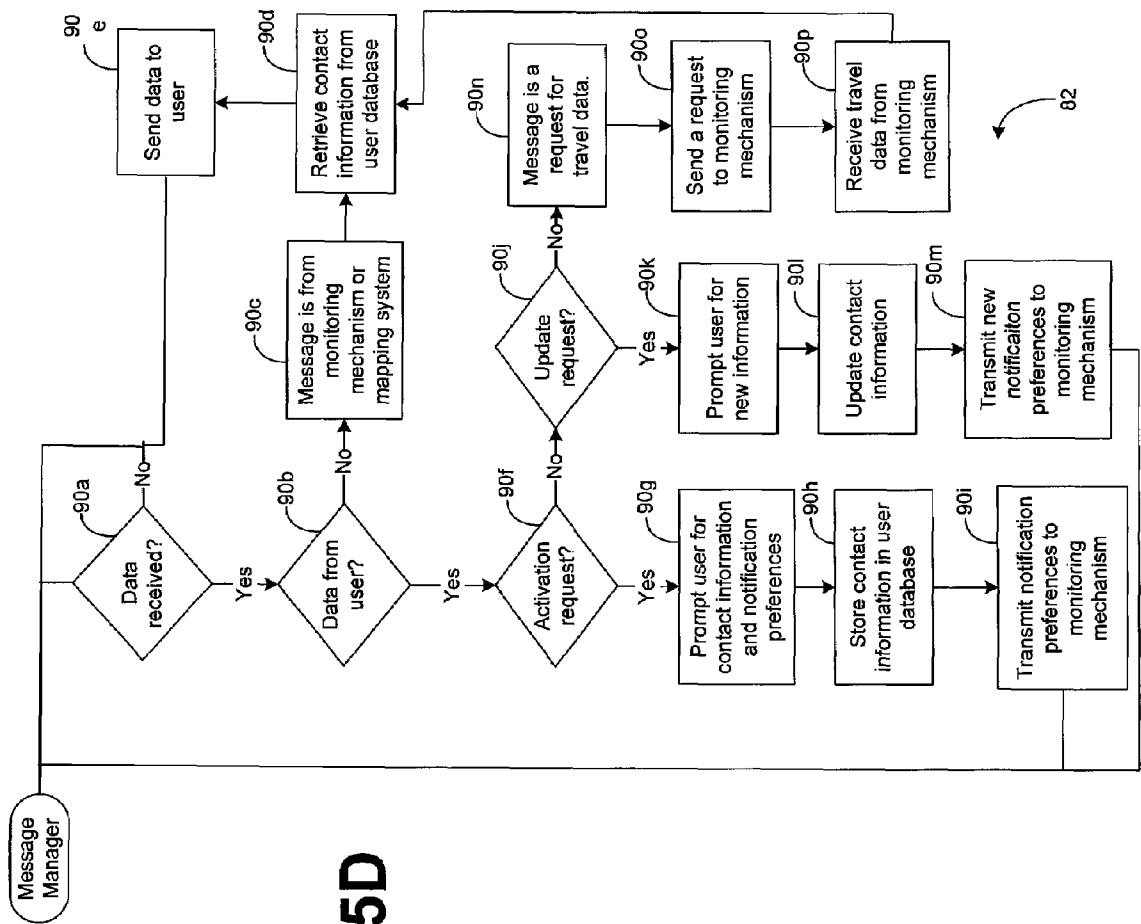 Message
Manager
90a
Data
received?
No
Yes
90b
Data from
user?
No
90c
Message is from
monitoring
mechanism or
mapping system
90d
Retrieve contact
information from
user database
90
e
Send data to
user
Yes
90f
Activation
request?
No
90j
Update
request?
No
90n
Message is a
request for
travel data.
Yes
90g
Prompt user for
contact information
and notification
preferences
90h
Store contact
information in user
database
90i
Transmit notification
preferences to
monitoring
mechanism
Yes
90k
Prompt user for
new information
90l
Update contact
information
90m
Transmit new
notificaiton
preferences to
monitoring
mechanism
90o
Send a request
to monitoring
mechanism
90p
Receive travel
data from
monitoring
mechanism
82
5D